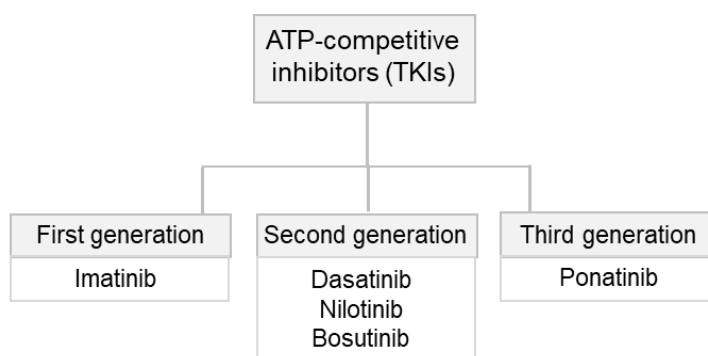 ATP-competitive
inhibitors (TKIs)
First generation
Imatinib
Second generation
Dasatinib
Nilotinib
Bosutinib
Third generation
Ponatinib